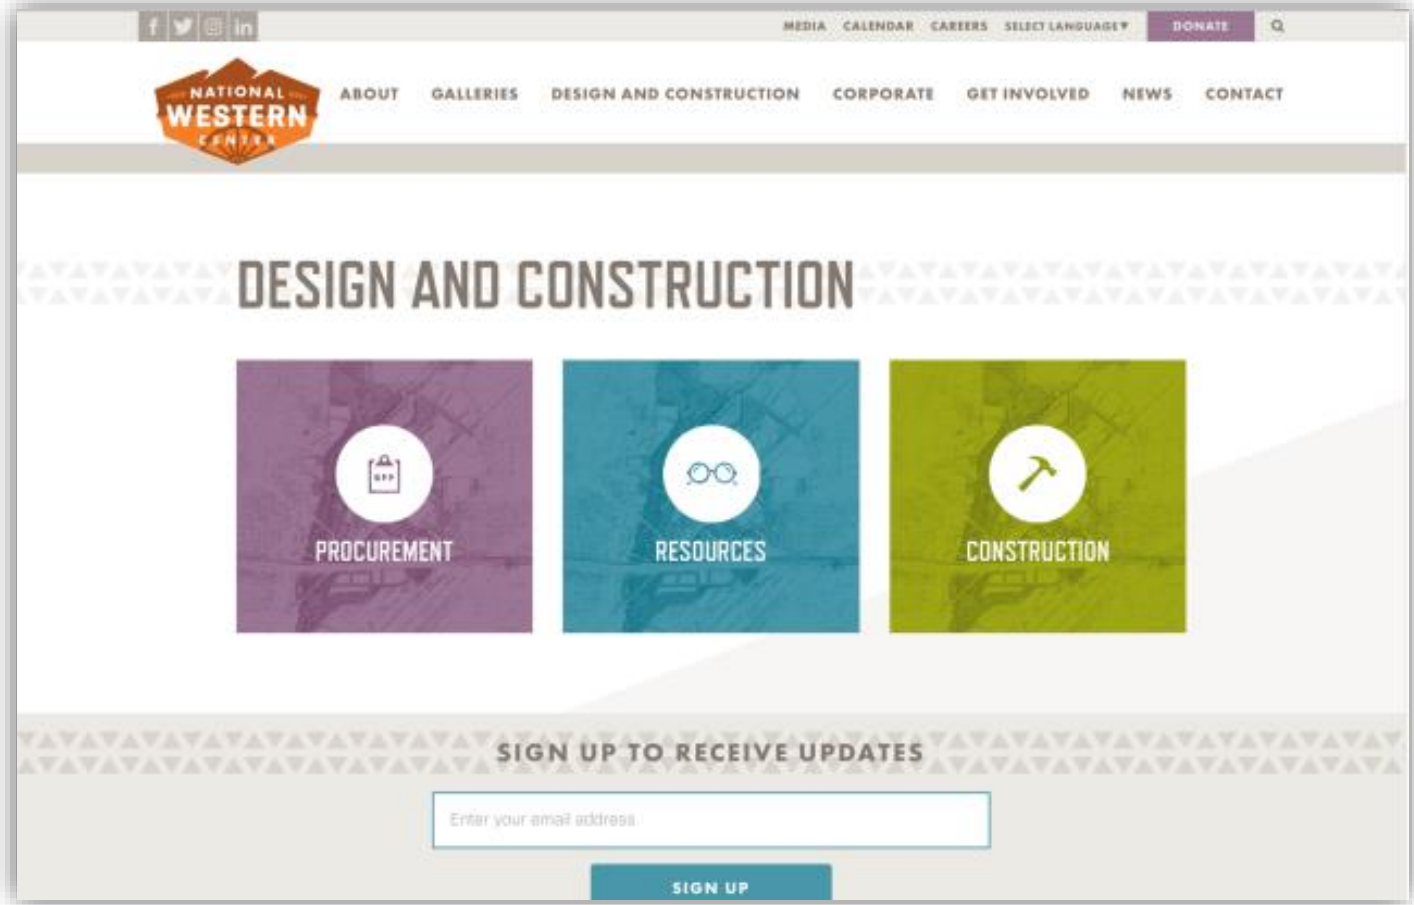 MEDIA CALENDAR CAREERS SELECT LANGUAGE▼ DONATE
NATIONAL
WESTERN
CENTER
ABOUT GALLERIES DESIGN AND CONSTRUCTION CORPORATE GET INVOLVED NEWS CONTACT
DESIGN AND CONSTRUCTION
PROCUREMENT RESOURCES CONSTRUCTION
SIGN UP TO RECEIVE UPDATES
Enter your email address
SIGN UP